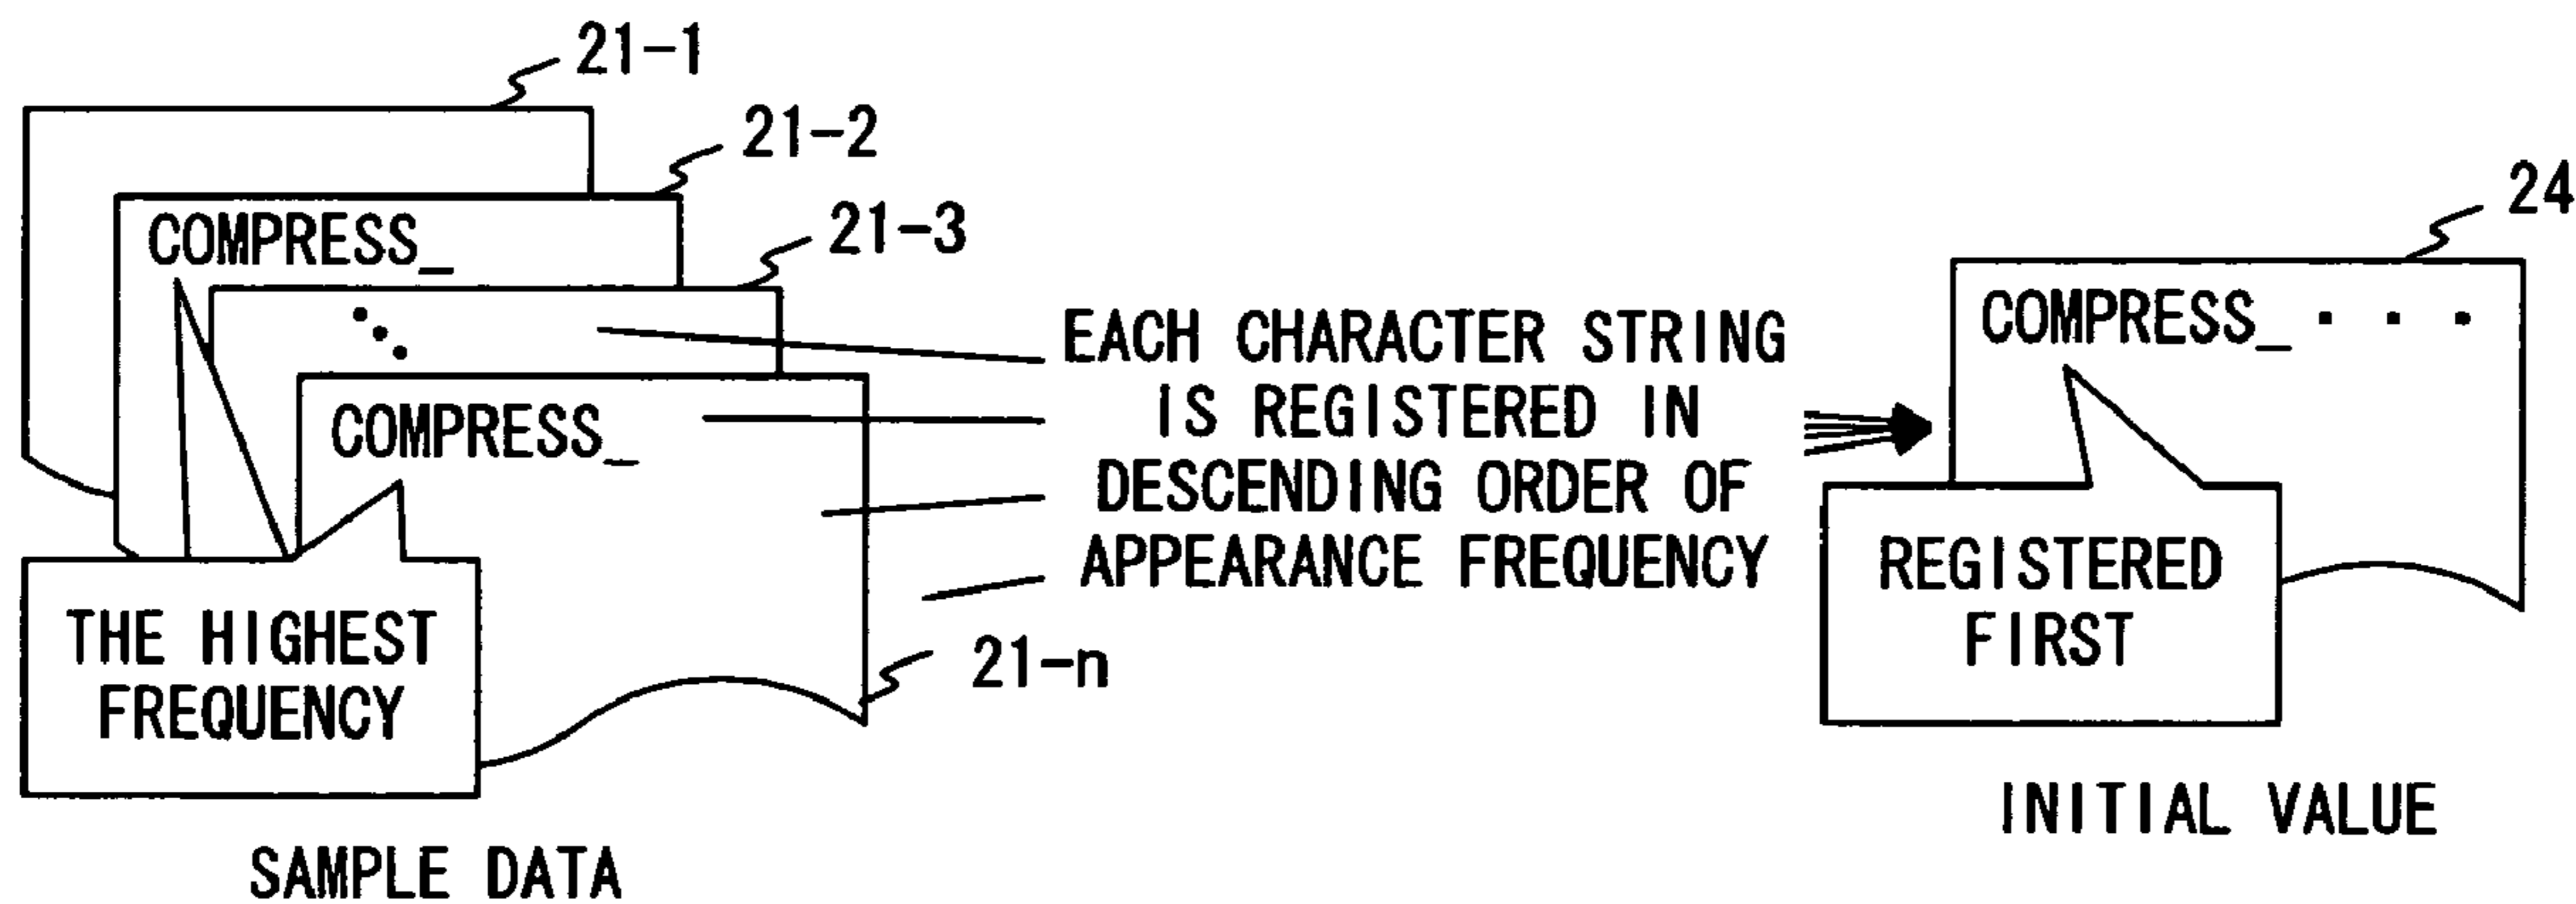 21-1
21-2
COMPRESS_
21-3
COMPRESS_
THE HIGHEST
FREQUENCY
21-n
SAMPLE DATA
EACH CHARACTER STRING
IS REGISTERED IN
DESCENDING ORDER OF
APPEARANCE FREQUENCY
24
COMPRESS_ . . .
REGISTERED
FIRST
INITIAL VALUE